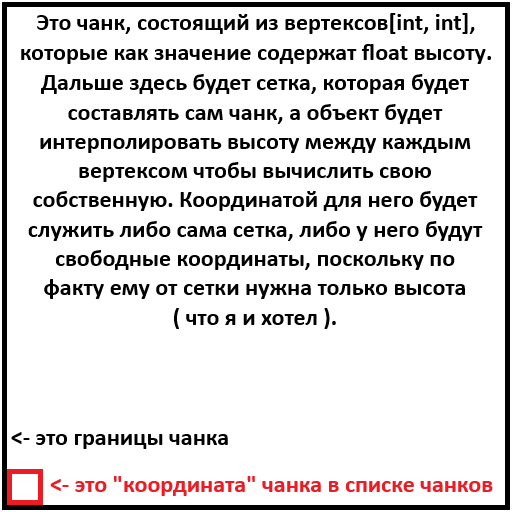 Это чанк, состоящий из вертексов[int, int],
которые как значение содержат float высоту.
Дальше здесь будет сетка, которая будет
составлять сам чанк, а объект будет
интерполировать высоту между каждым
вертексом чтобы вычислить свою
собственную. Координатой для него будет
служить либо сама сетка, либо у него будут
свободные координаты, поскольку по
факту ему от сетки нужна только высота
( что я и хотел ).
<- это границы чанка
<- это "координата" чанка в списке чанков